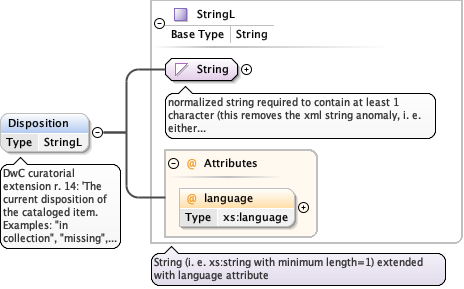 StringL
Base Type String
String
normalized string required to contain at least 1
character (this removes the xml string anomaly, i. e.
either...
Disposition
Type StringL
DwC curatorial
extension r. 14: 'The
current disposition of
the cataloged item.
Examples: "in
collection", "missing",...
@ Attributes
@ language
Type xs:language
String (i. e. xs:string with minimum length=1) extended
with language attribute